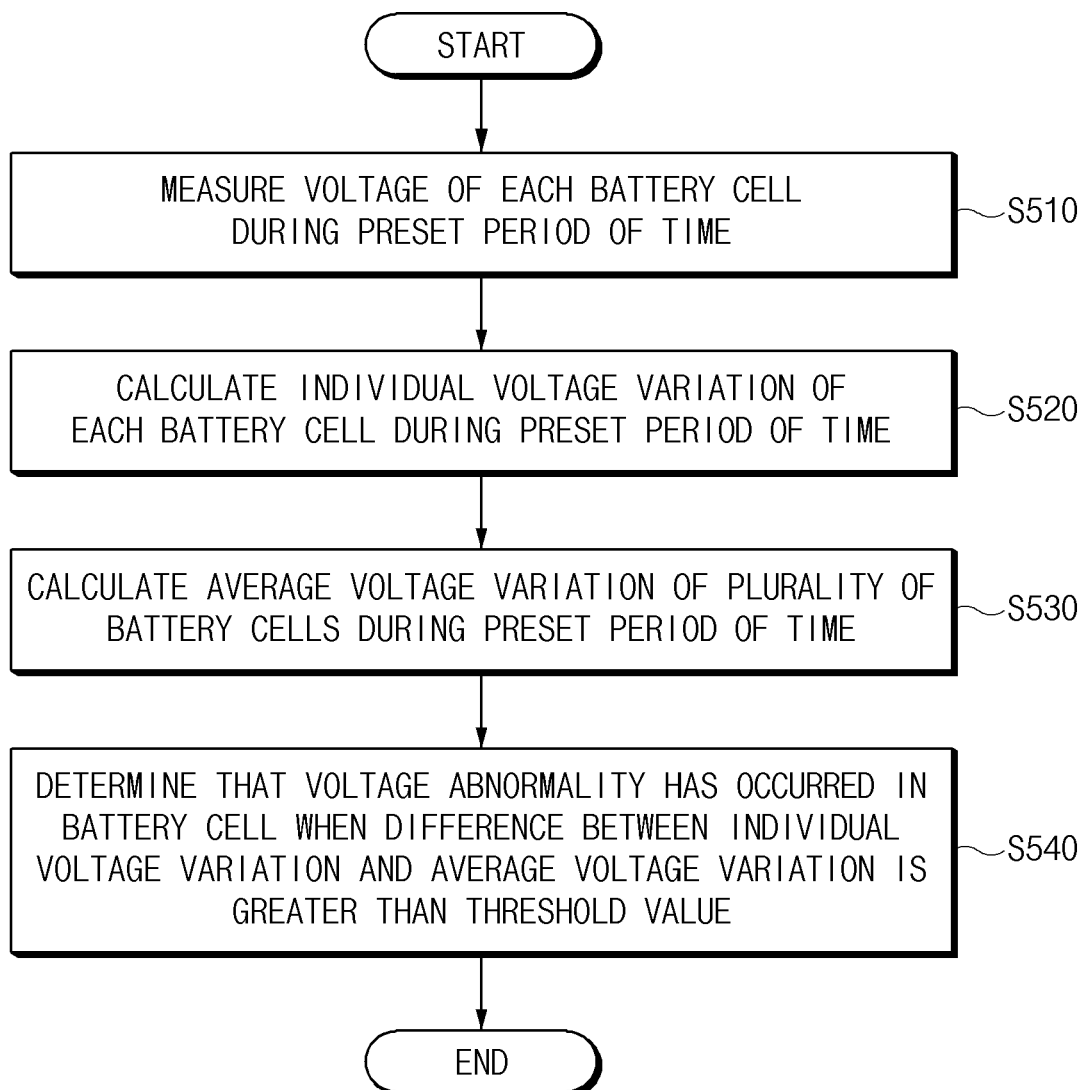 START
MEASURE VOLTAGE OF EACH BATTERY CELL
DURING PRESET PERIOD OF TIME
S510
CALCULATE INDIVIDUAL VOLTAGE VARIATION OF
EACH BATTERY CELL DURING PRESET PERIOD OF TIME
S520
CALCULATE AVERAGE VOLTAGE VARIATION OF PLURALITY OF
BATTERY CELLS DURING PRESET PERIOD OF TIME
S530
DETERMINE THAT VOLTAGE ABNORMALITY HAS OCCURRED IN
BATTERY CELL WHEN DIFFERENCE BETWEEN INDIVIDUAL
VOLTAGE VARIATION AND AVERAGE VOLTAGE VARIATION IS
GREATER THAN THRESHOLD VALUE
S540
END